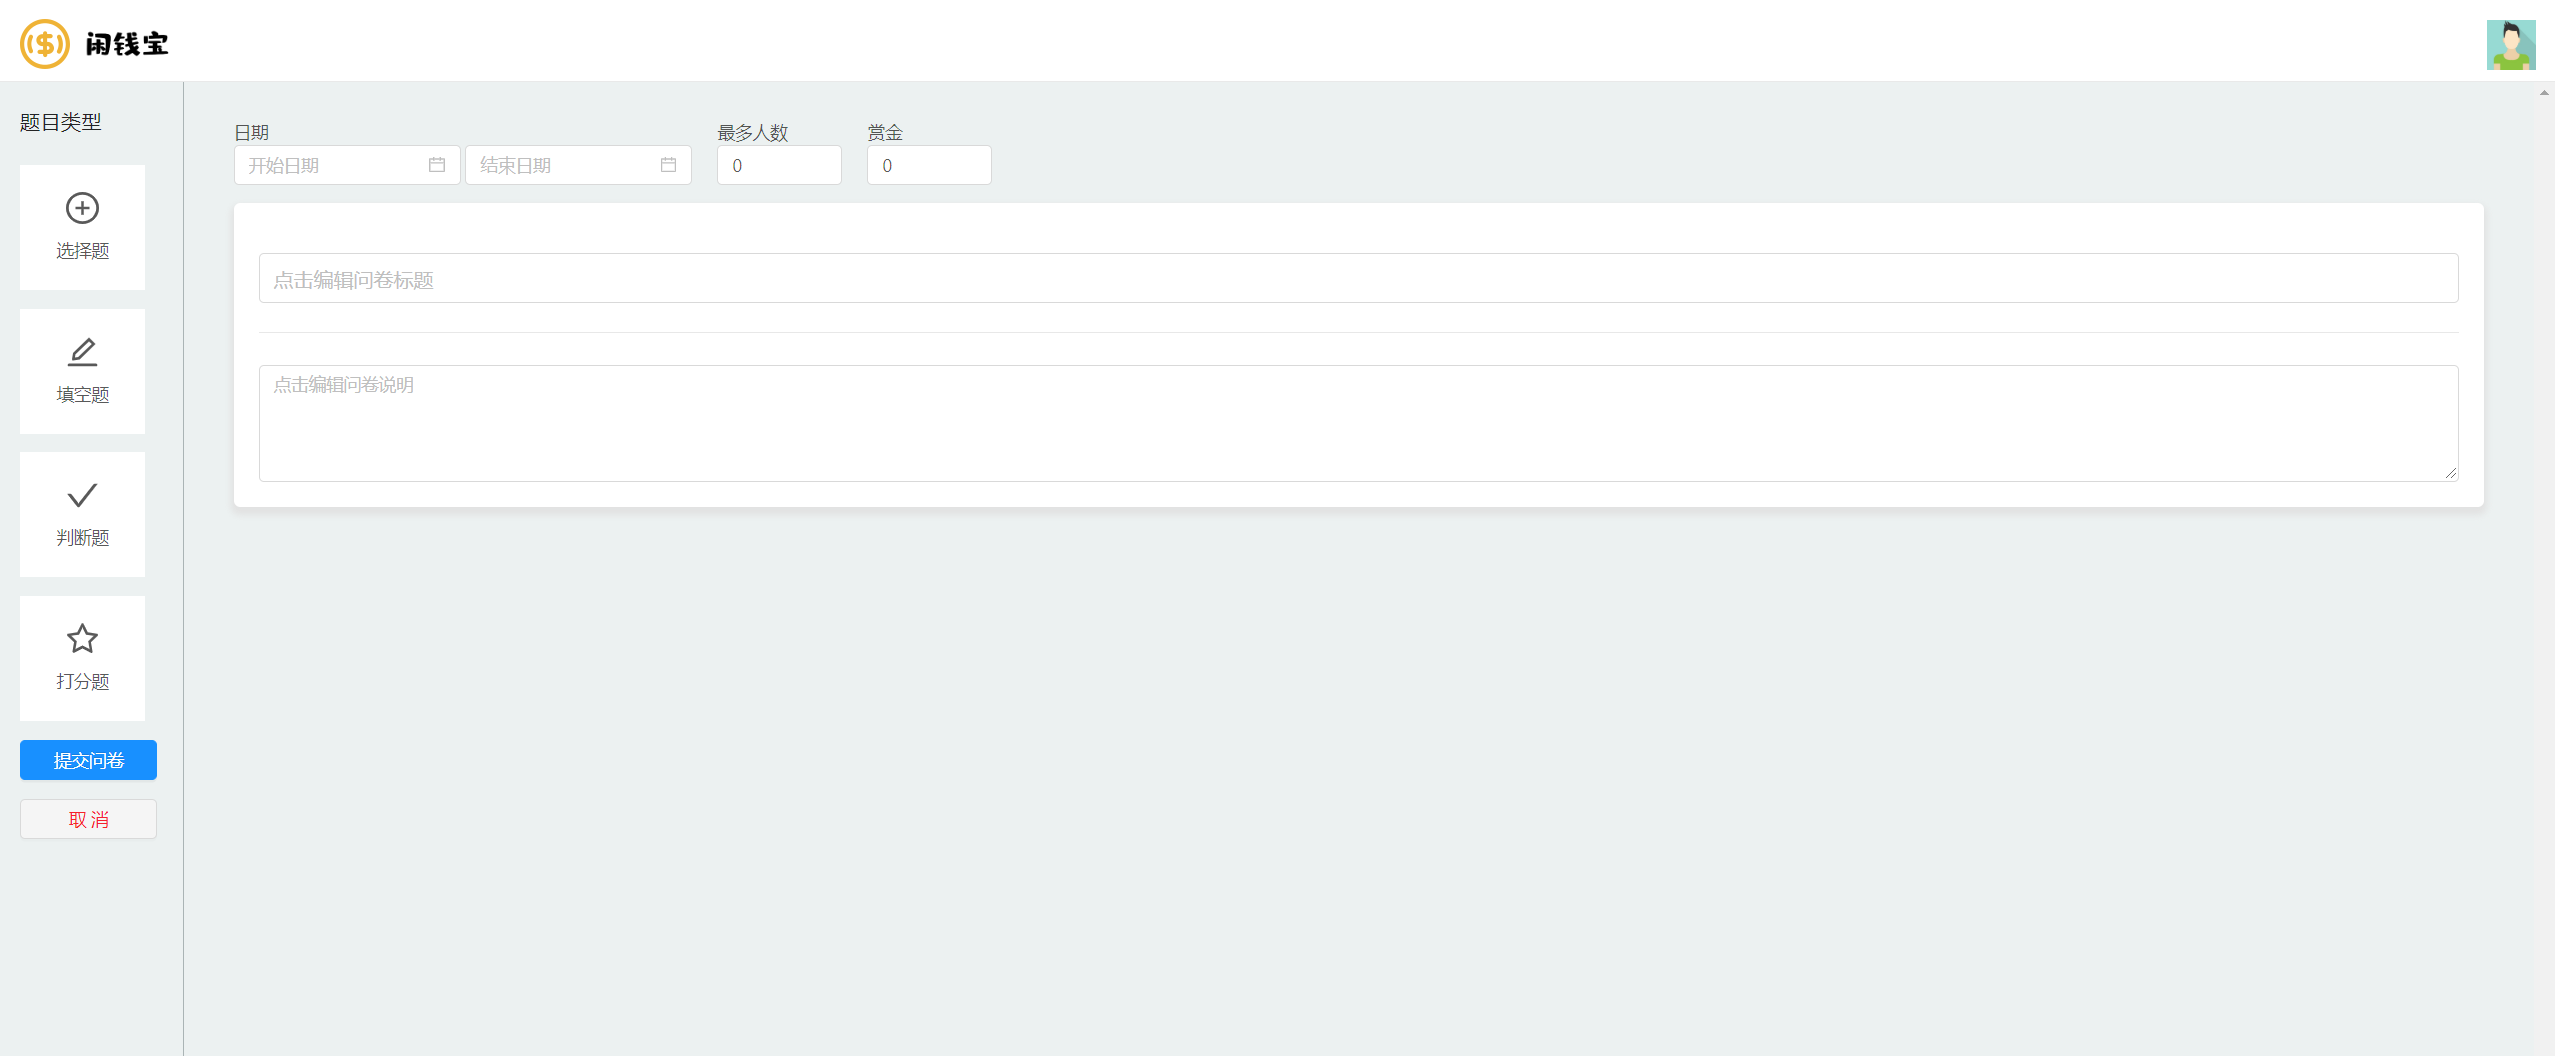 闲钱宝
题目类型
选择题
填空题
判断题
打分题
提交问卷
取 消
日期
最多人数
赏金
开始日期
结束日期
0
0
点击编辑问卷标题
点击编辑问卷说明